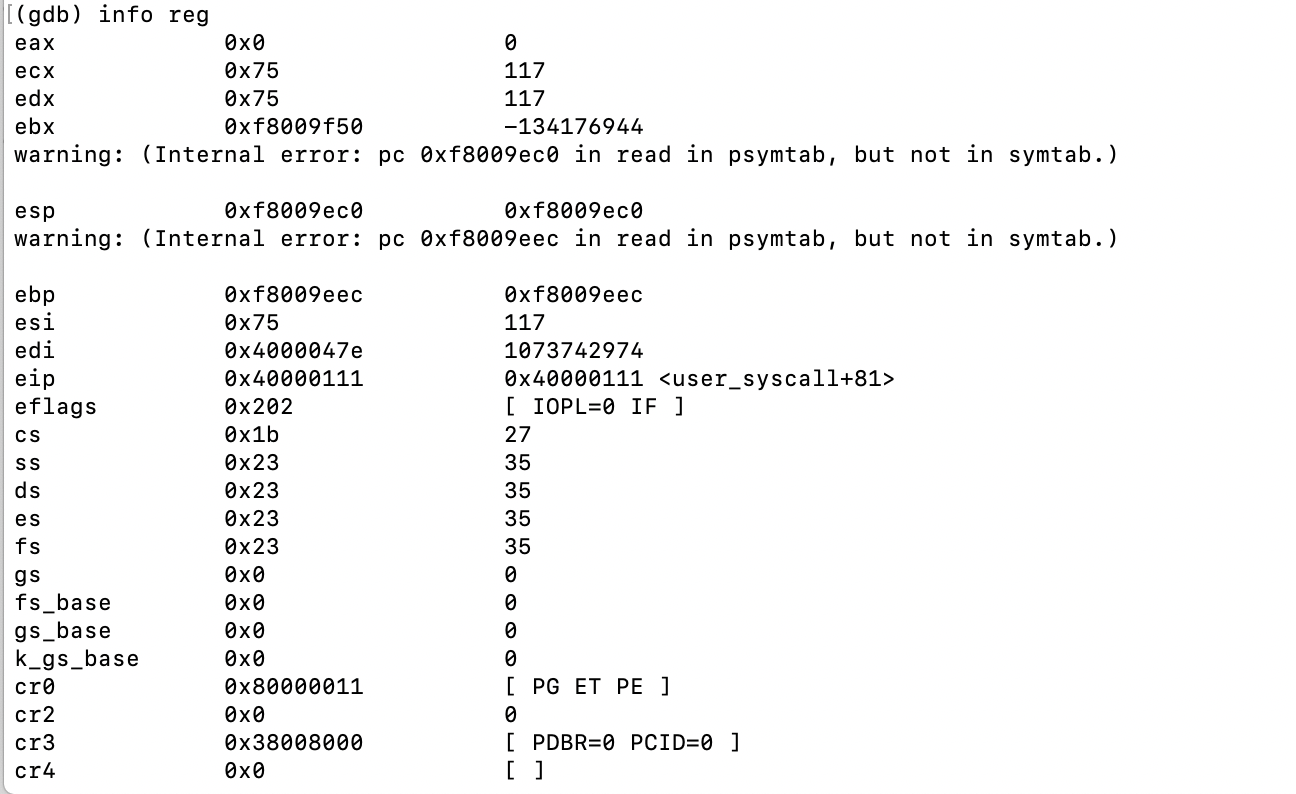 (gdb) info reg
eax 0x0 0
ecx 0x75 117
edx 0x75 117
ebx 0xf8009f50 -134176944
warning: (Internal error: pc 0xf8009ec0 in read in psymtab, but not in symtab.)
esp 0xf8009ec0 0xf8009ec0
warning: (Internal error: pc 0xf8009eec in read in psymtab, but not in symtab.)
ebp 0xf8009eec 0xf8009eec
esi 0x75 117
edi 0x4000047e 1073742974
eip 0x40000111 0x40000111 <user_syscall+81>
eflags 0x202 [ IOPL=0 IF ]
cs 0x1b 27
ss 0x23 35
ds 0x23 35
es 0x23 35
fs 0x23 35
gs 0x0 0
fs_base 0x0 0
gs_base 0x0 0
k_gs_base 0x0 0
cr0 0x80000011 [ PG ET PE ]
cr2 0x0 0
cr3 0x38008000 [ PDBR=0 PCID=0 ]
cr4 0x0 [ ]